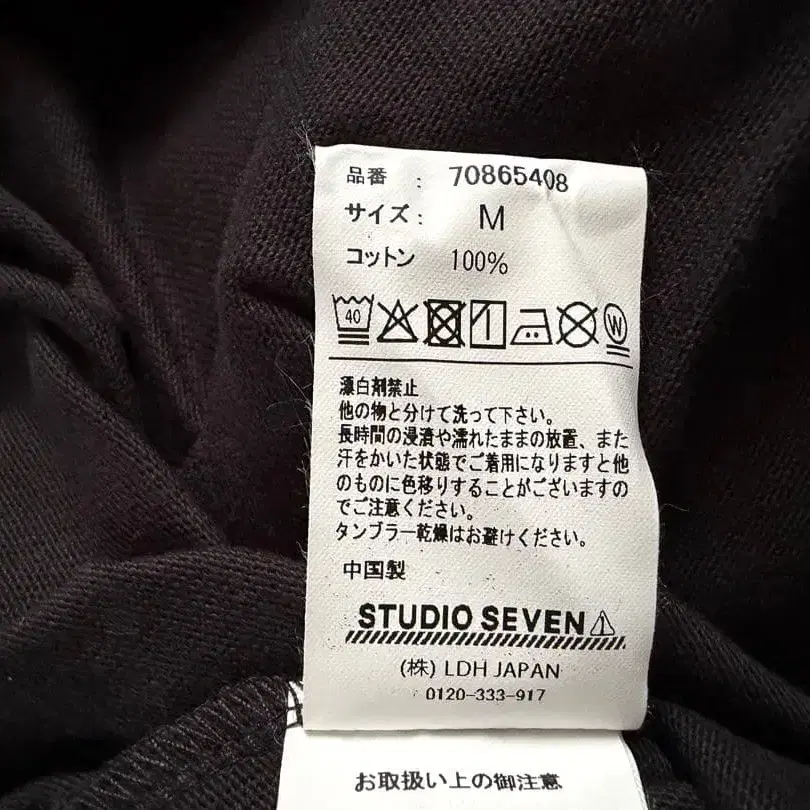 品番 : 70865408
サイズ : M
コットン 100%
40 W
漂白剤禁止
他の物と分けて洗って下さい。
長時間の浸漬や濡れたままの放置、また
汗をかいた状態でご着用になりますと他
のものに色移りすることがございますの
でご注意ください。
タンブラー乾燥はお避けください。
中国製
STUDIO SEVEN
(株) LDH JAPAN
0120-333-917
お取扱い上の御注意